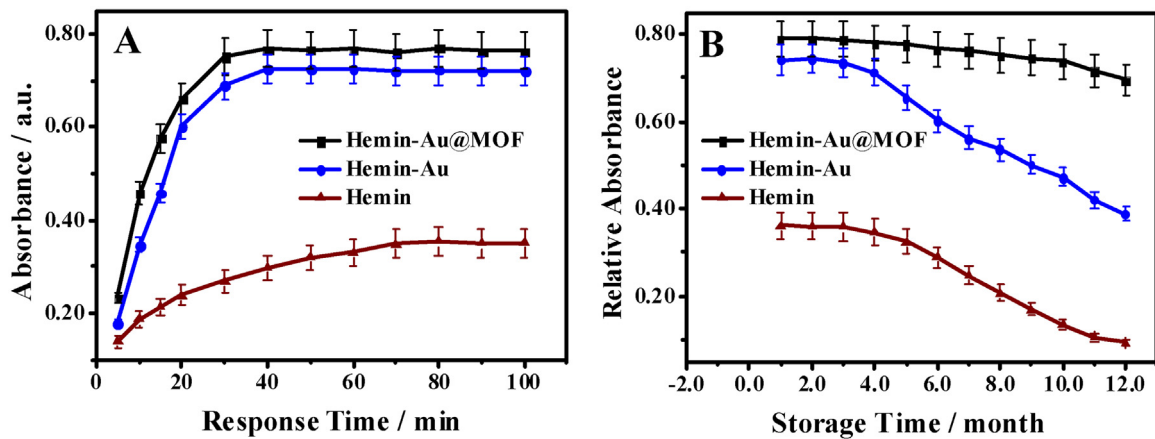 A
Absorbance / a.u.
0.80
0.60
0.40
0.20
Hemin-Au@MOF
Hemin-Au
Hemin
0 20 40 60 80 100
Response Time / min
B
Relative Absorbance
0.80
0.60
0.40
0.20
Hemin-Au@MOF
Hemin-Au
Hemin
-2.0 0.0 2.0 4.0 6.0 8.0 10.0 12.0
Storage Time / month